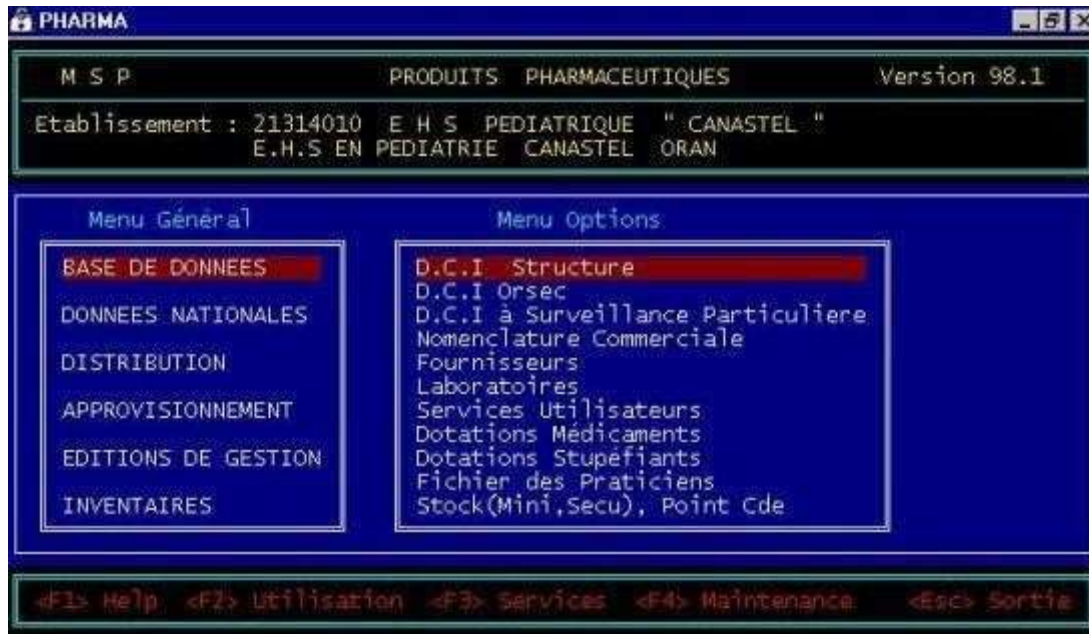 PHARMA
M S P PRODUITS PHARMACEUTIQUES Version 98.1
Etablissement : 21314010 E H S PEDIATRIQUE " CANASTEL "
E.H.S EN PEDIATRIE CANASTEL ORAN
Menu Général
BASE DE DONNEES
DONNEES NATIONALES
DISTRIBUTION
APPROVISIONNEMENT
EDITIONS DE GESTION
INVENTAIRES
Menu Options
D.C.I Structure
D.C.I Orsec
D.C.I à Surveillance Particuliere
Nomenclature Commerciale
Fournisseurs
Laboratoires
Services Utilisateurs
Dotations Médicaments
Dotations Stupéfiants
Fichier des Praticiens
Stock(Mini,Secu), Point Cde
<F1> Help <F2> Utilisation <F3> Services <F4> Maintenance <Esc> Sortie